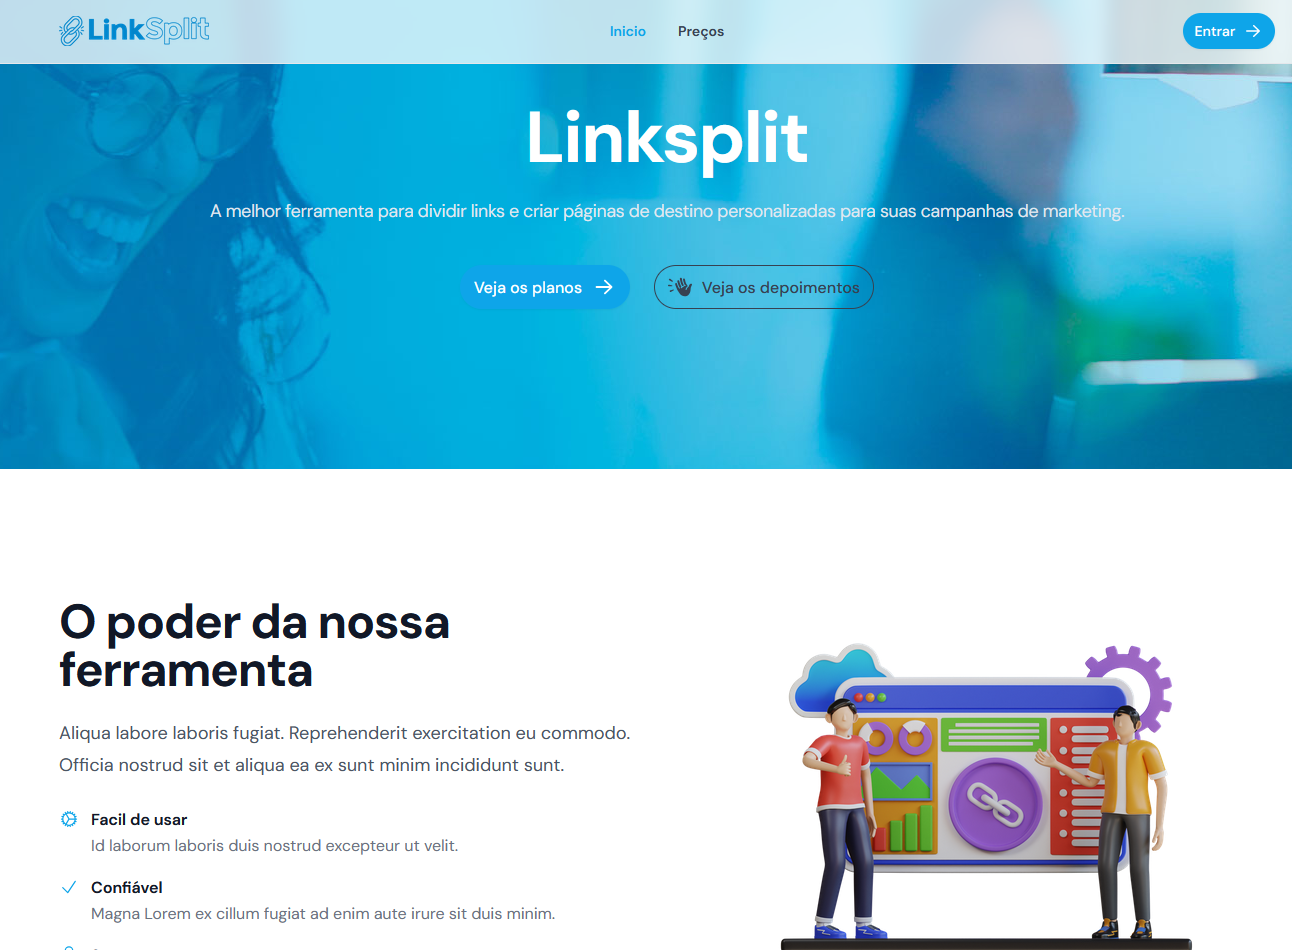 LinkSplit
Inicio
Preços
Entrar
Linksplit
A melhor ferramenta para dividir links e criar páginas de destino personalizadas para suas campanhas de marketing.
Veja os planos
Veja os depoimentos
O poder da nossa
ferramenta
Aliqua labore laboris fugiat. Reprehenderit exercitation eu commodo.
Officia nostrud sit et aliqua ea ex sunt minim incididunt sunt.
Facil de usar
Id laborum laboris duis nostrud excepteur ut velit.
Confiável
Magna Lorem ex cillum fugiat ad enim aute irure sit duis minim.